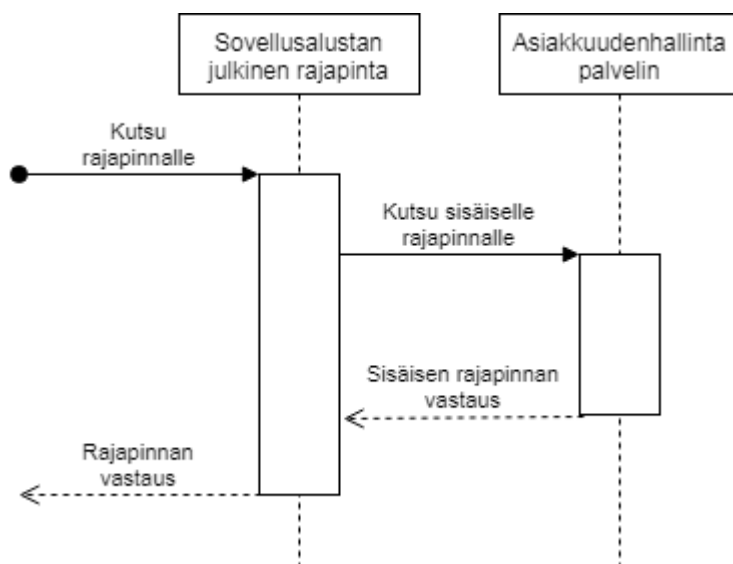 Sovellusalustan
julkinen rajapinta
Asiakkuudenhallinta
palvelin
Kutsu
rajapinnalle
Kutsu sisäiselle
rajapinnalle
Sisäisen rajapinnan
vastaus
Rajapinnan
vastaus